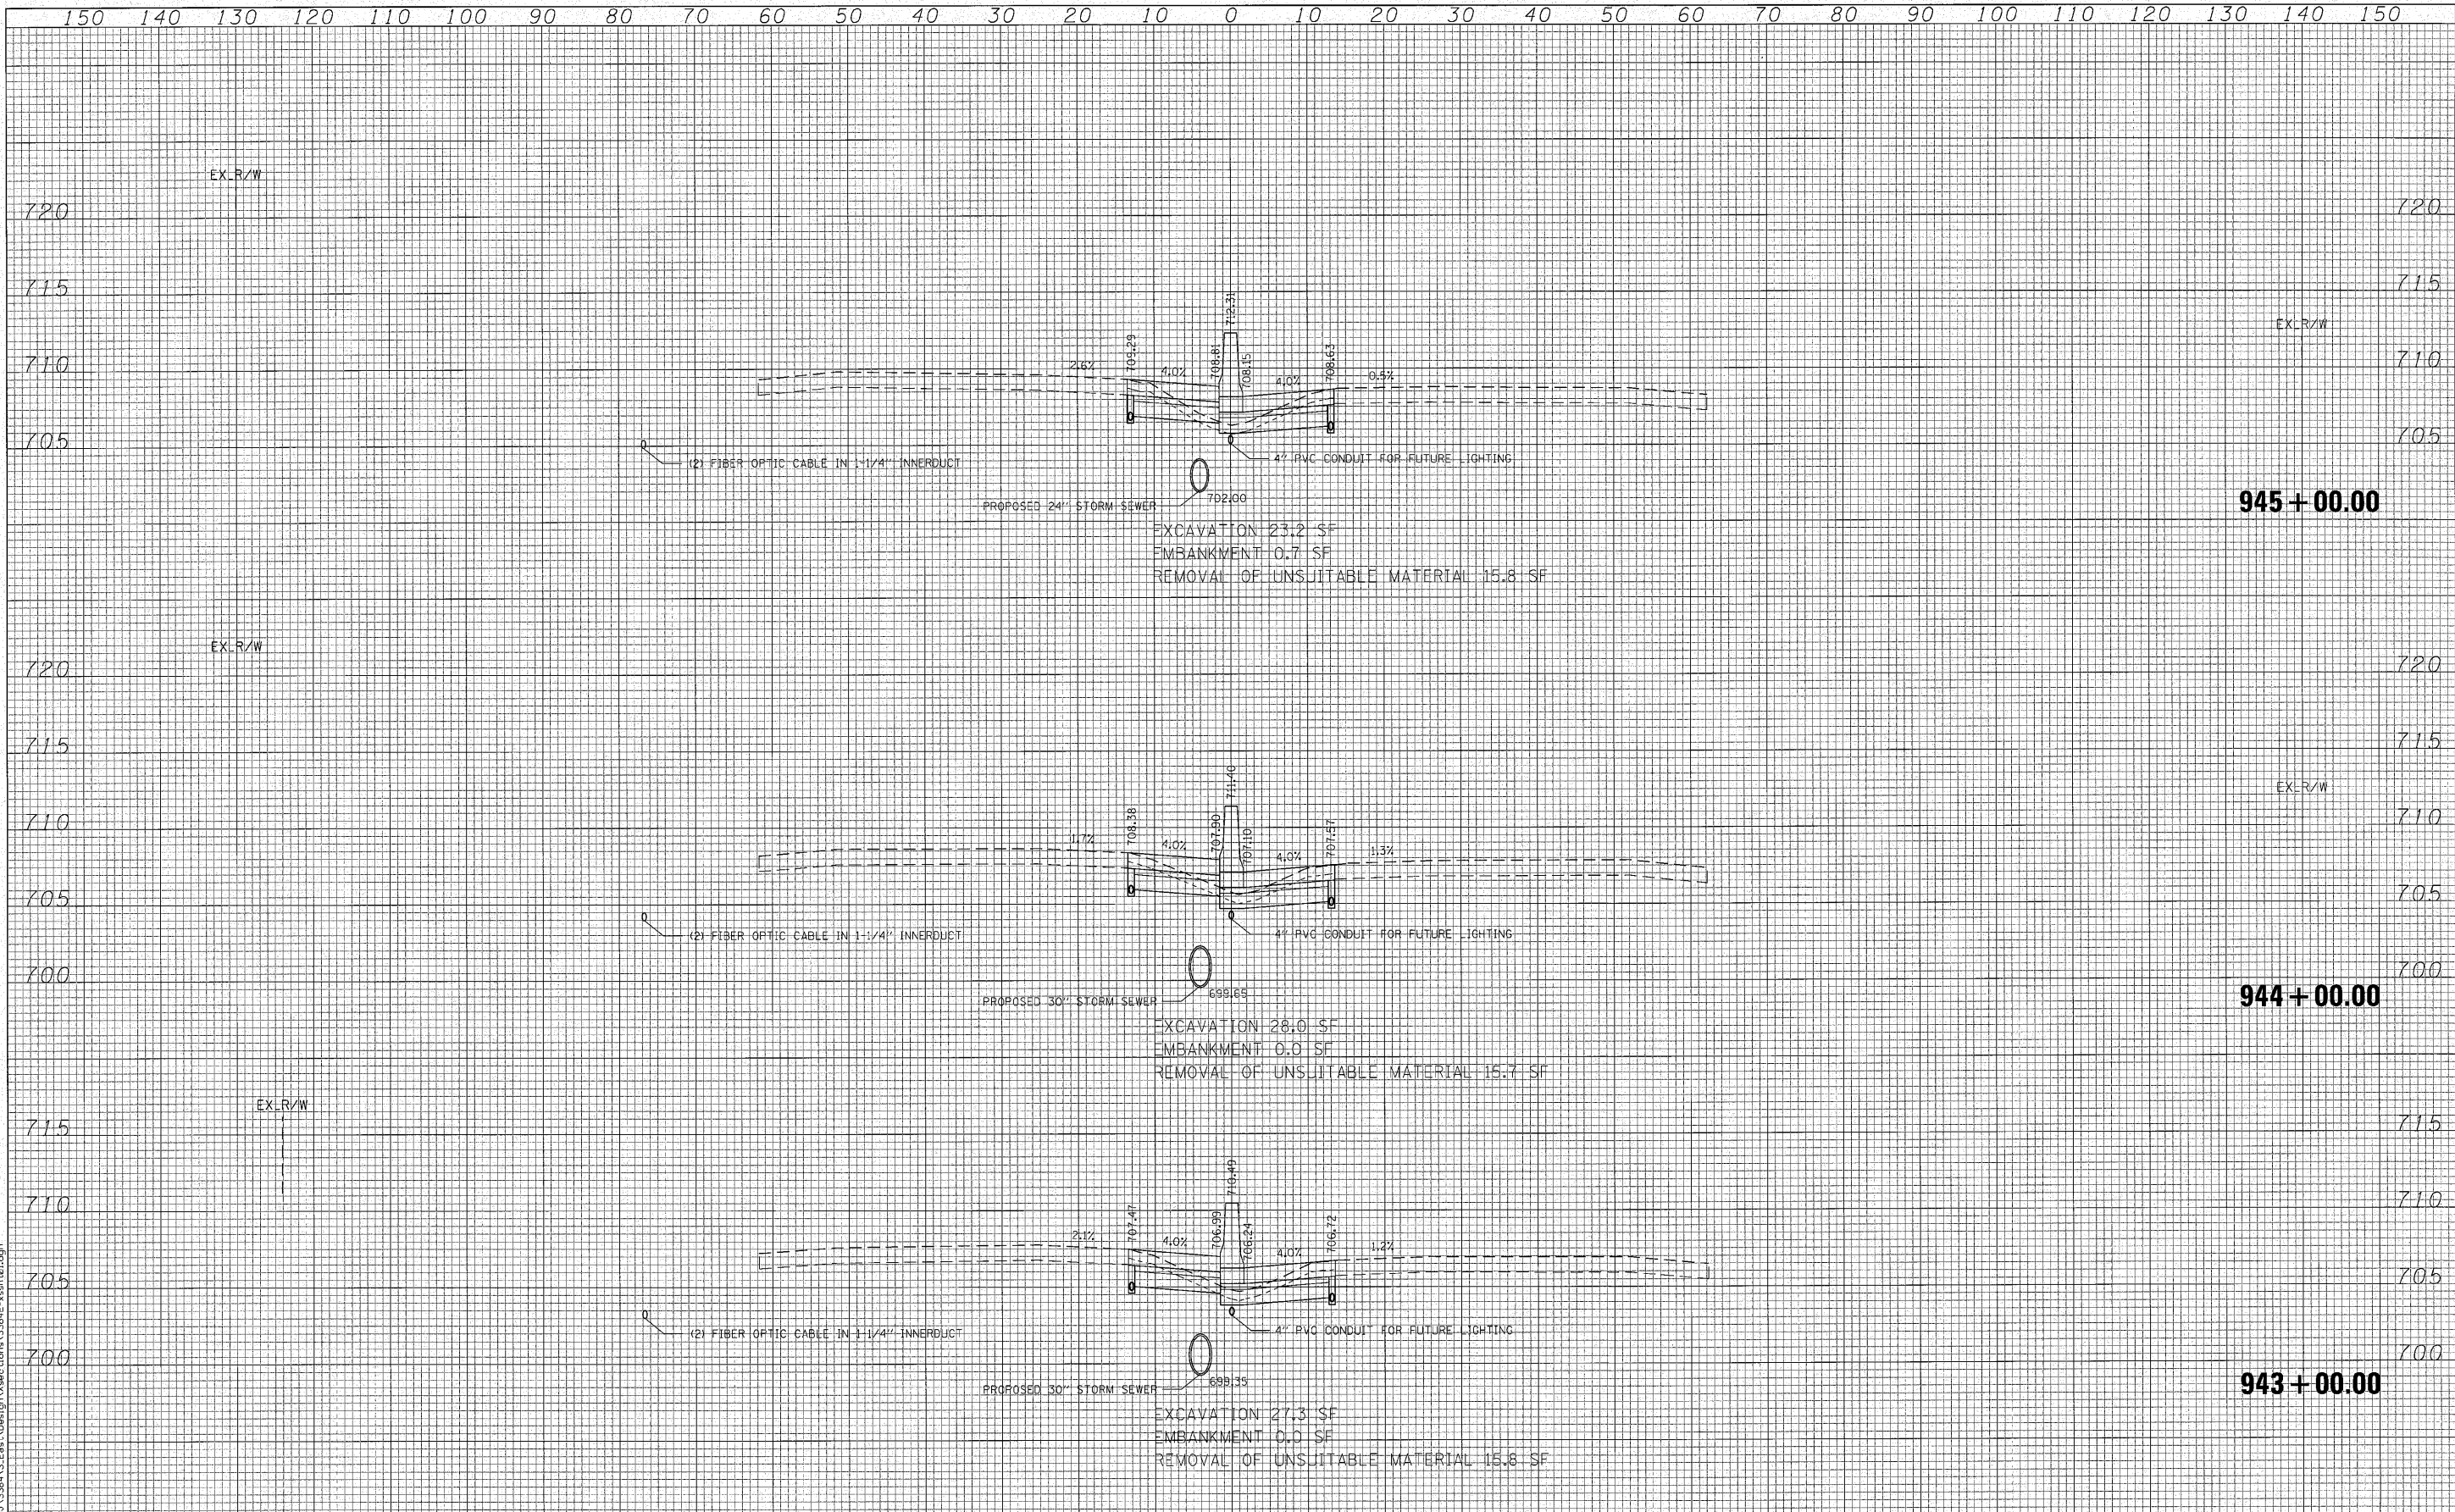 150 140 130 120 110 100 90 80 70 60 50 40 30 20 10 0 10 20 30 40 50 60 70 80 90 100 110 120 130 140 150
EX_R/W
720 720
715 715
712.31
EX_R/W
710 710
2.6% 709.29 4.0% 708.81 708.15 4.0% 708.63 0.5%
705 705
(2) FIBER OPTIC CABLE IN 1-1/4" INNERDUCT
4" PVC CONDUIT FOR FUTURE LIGHTING
PROPOSED 24" STORM SEWER 702.00
945+00.00
EXCAVATION 23.2 SF
EMBANKMENT 0.7 SF
REMOVAL OF UNSUITABLE MATERIAL 15.8 SF
EX_R/W
720 720
715 715
711.40
EX_R/W
710 710
1.7% 708.38 4.0% 707.90 707.10 4.0% 707.57 1.3%
705 705
(2) FIBER OPTIC CABLE IN 1-1/4" INNERDUCT
4" PVC CONDUIT FOR FUTURE LIGHTING
700 700
PROPOSED 30" STORM SEWER 699.65
944+00.00
EXCAVATION 28.0 SF
EMBANKMENT 0.0 SF
REMOVAL OF UNSUITABLE MATERIAL 15.7 SF
EX_R/W
715 715
710.49
710 710
2.1% 707.47 4.0% 706.99 706.24 4.0% 706.72 1.2%
705 705
(2) FIBER OPTIC CABLE IN 1-1/4" INNERDUCT
4" PVC CONDUIT FOR FUTURE LIGHTING
700 700
PROPOSED 30" STORM SEWER 699.35
943+00.00
EXCAVATION 27.3 SF
EMBANKMENT 0.0 SF
REMOVAL OF UNSUITABLE MATERIAL 15.8 SF